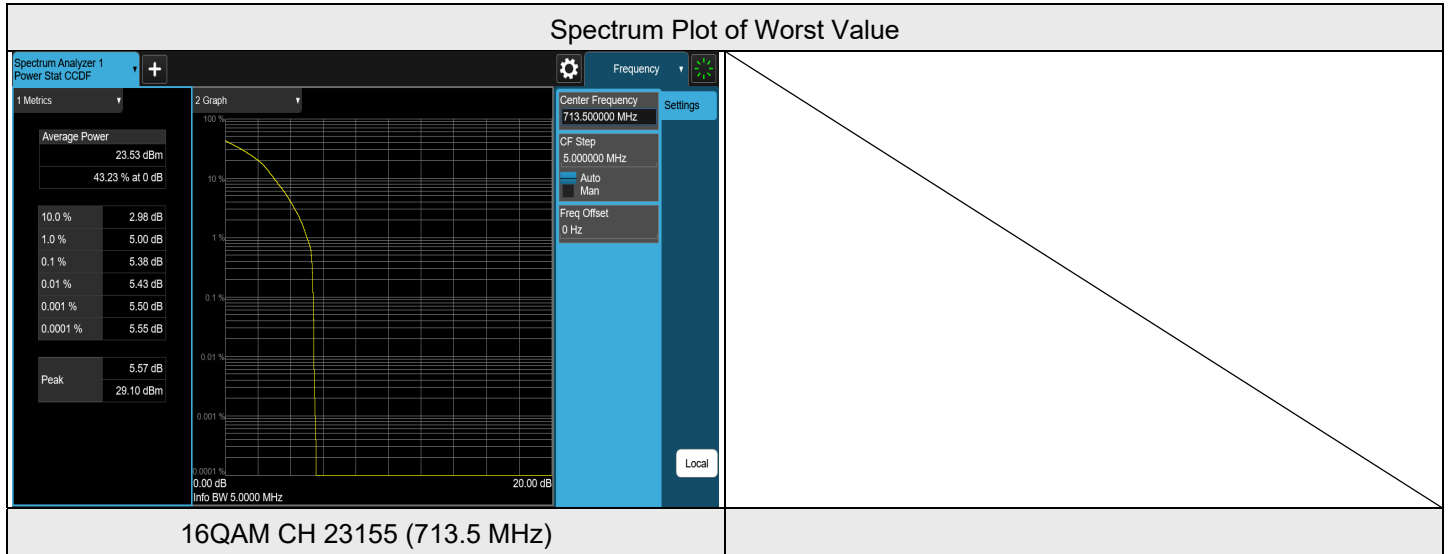 Spectrum Plot of Worst Value
Spectrum Analyzer 1
Power Stat CCDF
+
Frequency
1 Metrics
2 Graph
Average Power
23.53 dBm
43.23 % at 0 dB
10.0 % 2.98 dB
1.0 % 5.00 dB
0.1 % 5.38 dB
0.01 % 5.43 dB
0.001 % 5.50 dB
0.0001 % 5.55 dB
Peak 5.57 dB
29.10 dBm
100 %
10 %
1 %
0.1 %
0.01 %
0.001 %
0.0001 %
0.00 dB 20.00 dB
Info BW 5.0000 MHz
Center Frequency
713.500000 MHz
Settings
CF Step
5.000000 MHz
Auto
Man
Freq Offset
0 Hz
Local
16QAM CH 23155 (713.5 MHz)